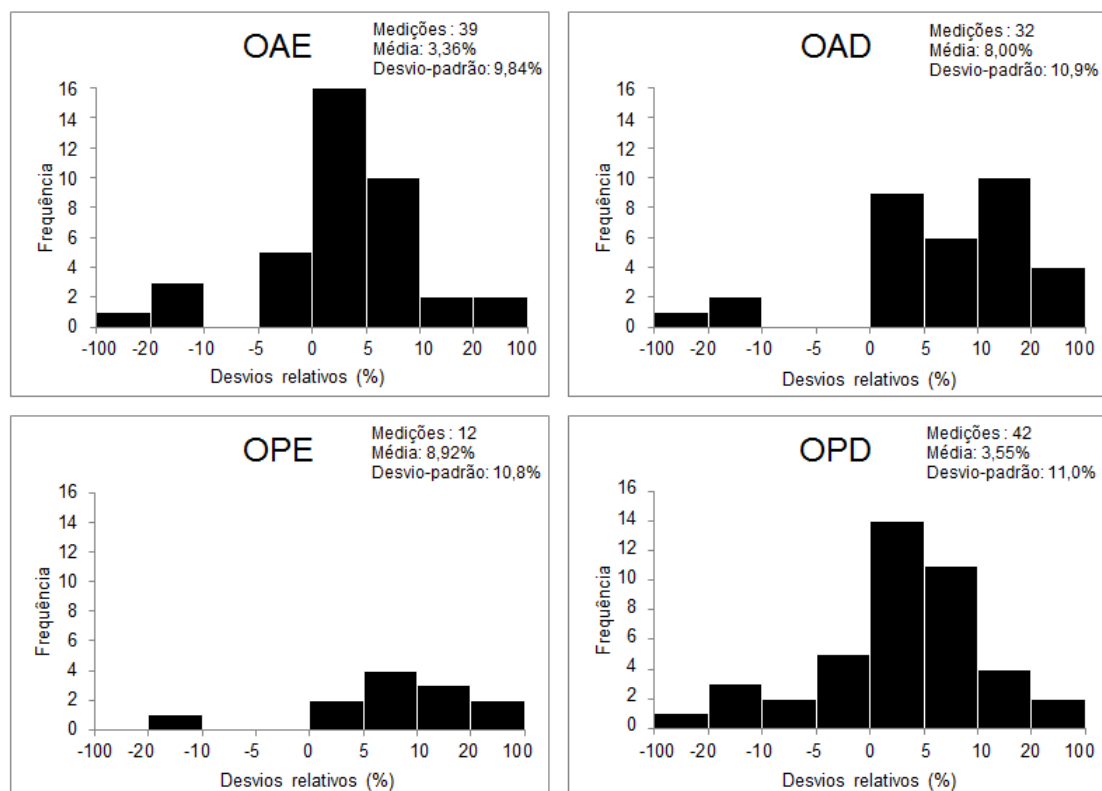 OAE
Medições : 39
Média: 3,36%
Desvio-padrão: 9,84%
Frequência
16
14
12
10
8
6
4
2
0
-100 -20 -10 -5 0 5 10 20 100
Desvios relativos (%)
OAD
Medições : 32
Média: 8,00%
Desvio-padrão: 10,9%
Frequência
16
14
12
10
8
6
4
2
0
-100 -20 -10 -5 0 5 10 20 100
Desvios relativos (%)
OPE
Medições : 12
Média: 8,92%
Desvio-padrão: 10,8%
Frequência
16
14
12
10
8
6
4
2
0
-100 -20 -10 -5 0 5 10 20 100
Desvios relativos (%)
OPD
Medições : 42
Média: 3,55%
Desvio-padrão: 11,0%
Frequência
16
14
12
10
8
6
4
2
0
-100 -20 -10 -5 0 5 10 20 100
Desvios relativos (%)